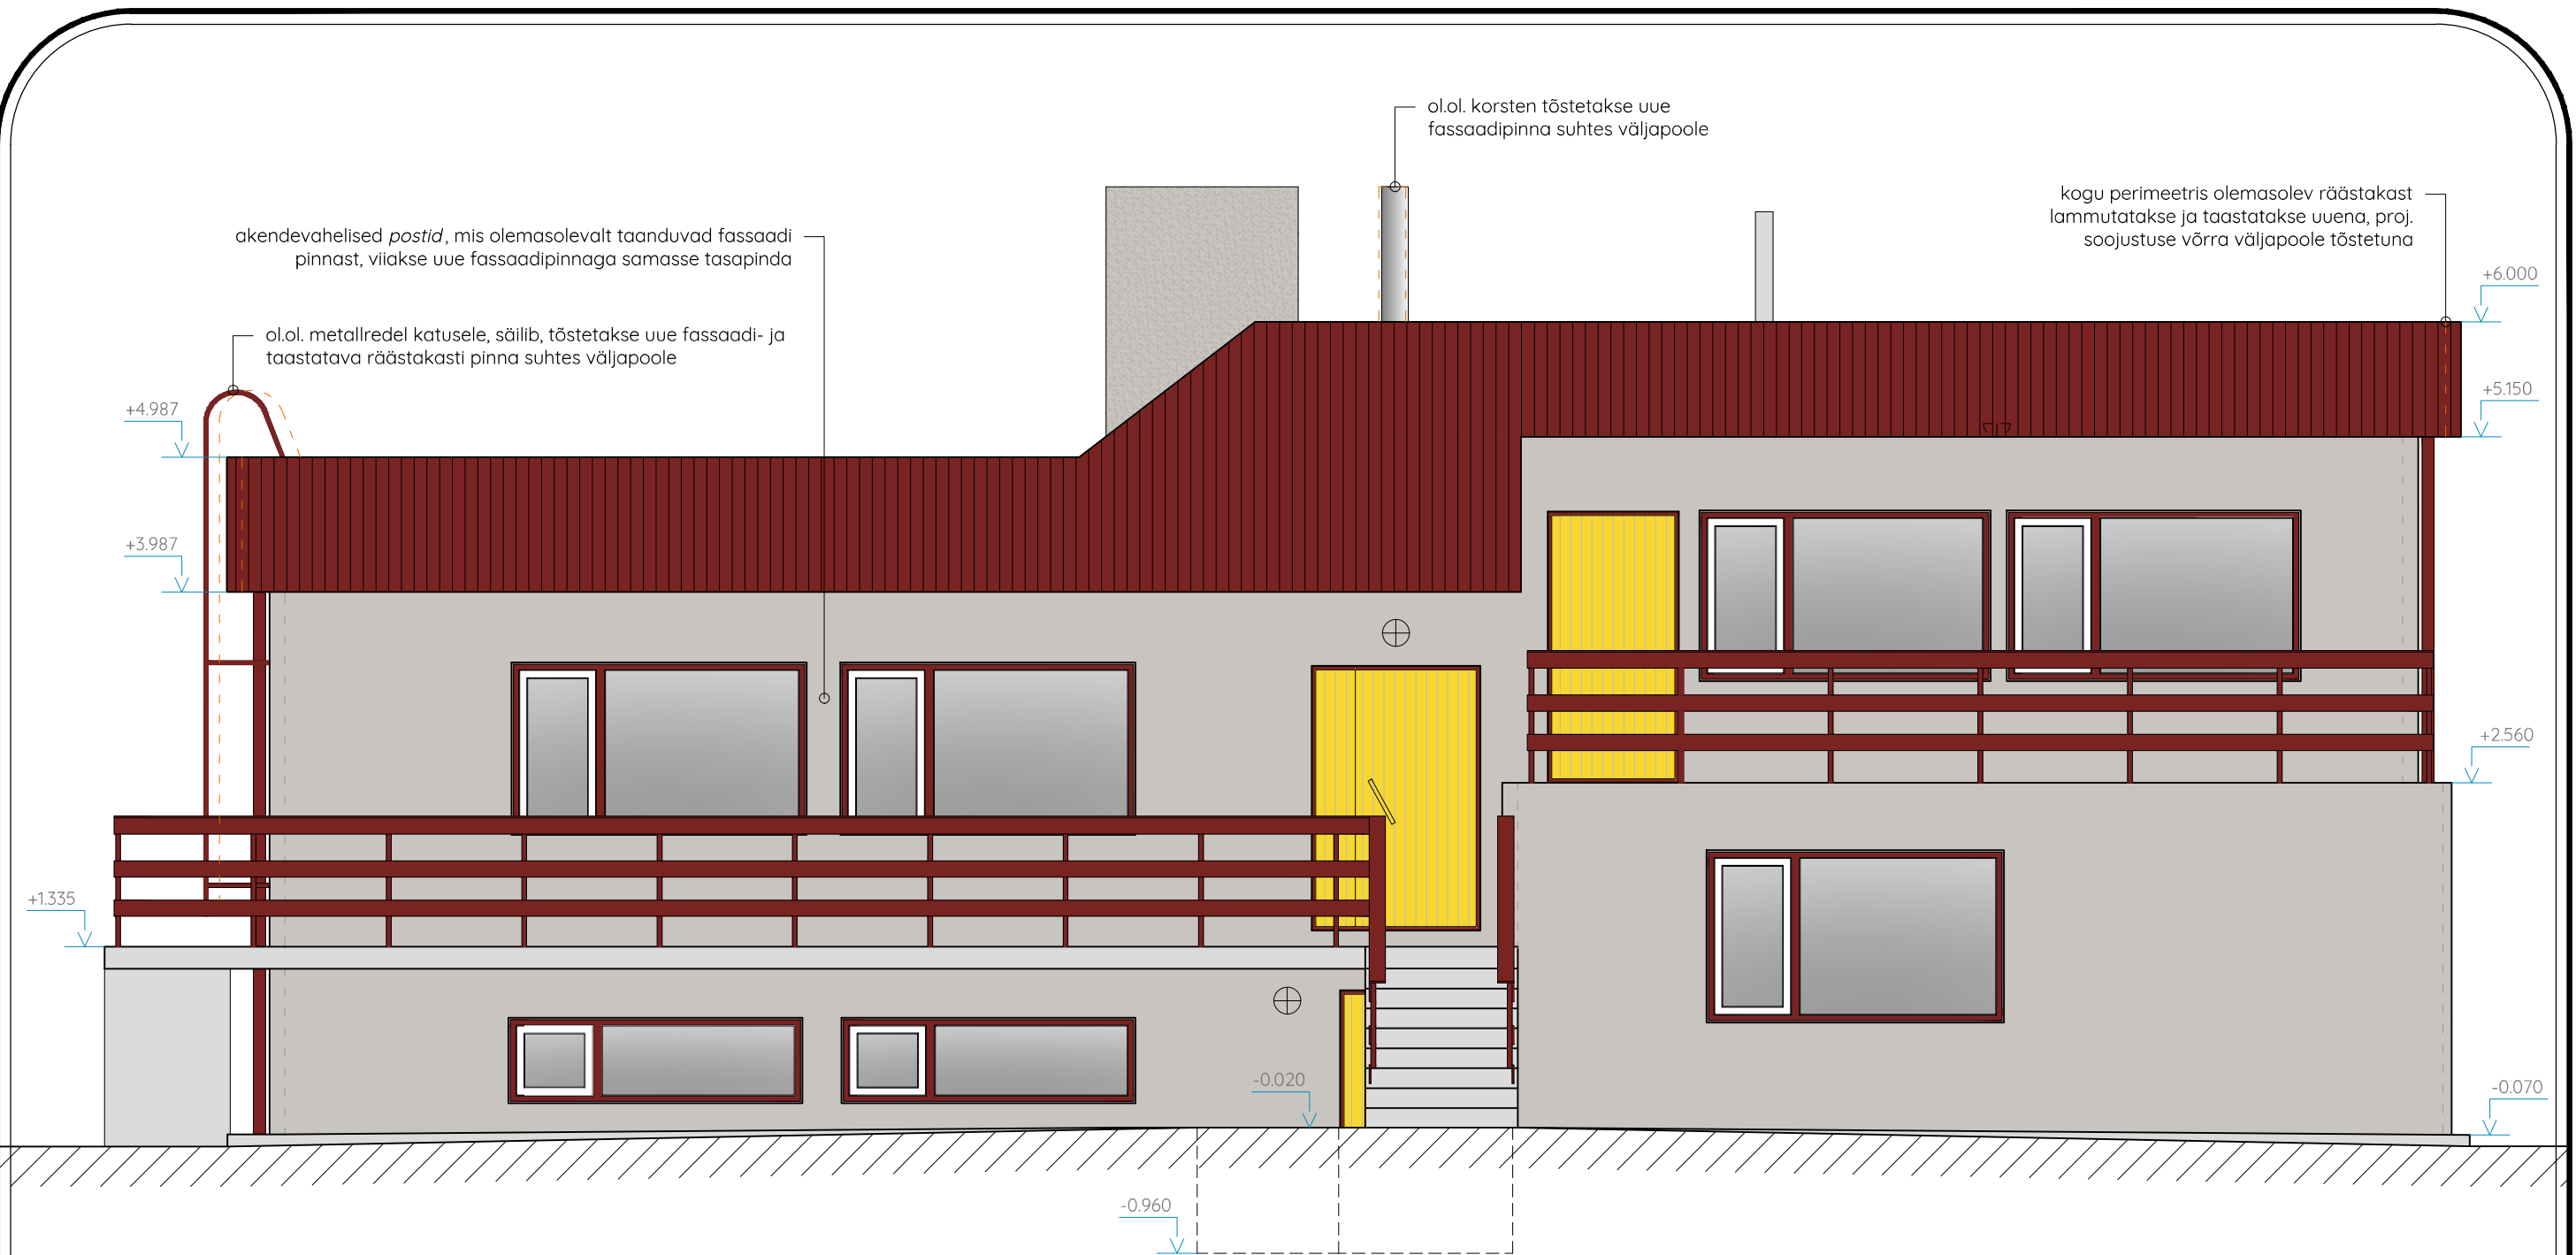 ol.ol. korsten tõstetakse uue
fassaadipinna suhtes väljapoole
kogu perimeetris olemasolev räästakast
lammutatakse ja taastatakse uuena, proj.
soojustuse võrra väljapoole tõstetuna
akendevahelised postid, mis olemasolevalt taanduvad fassaadi
pinnast, viiakse uue fassaadipinnaga samasse tasapinda
+6.000
ol.ol. metallredel katusele, säilib, tõstetakse uue fassaadi- ja
taastatava räästakasti pinna suhtes väljapoole
+5.150
+4.987
+3.987
+2.560
+1.335
-0.020
-0.070
-0.960